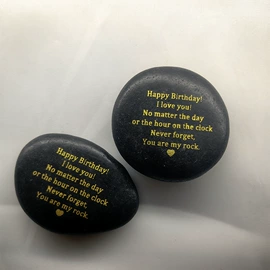 Happy Birthday!
I love you!
No matter the day
or the hour on the clock
Never forget,
You are my rock.
Happy Birthday!
I love you!
No matter the day
or the hour on the clock
Never forget,
You are my rock.